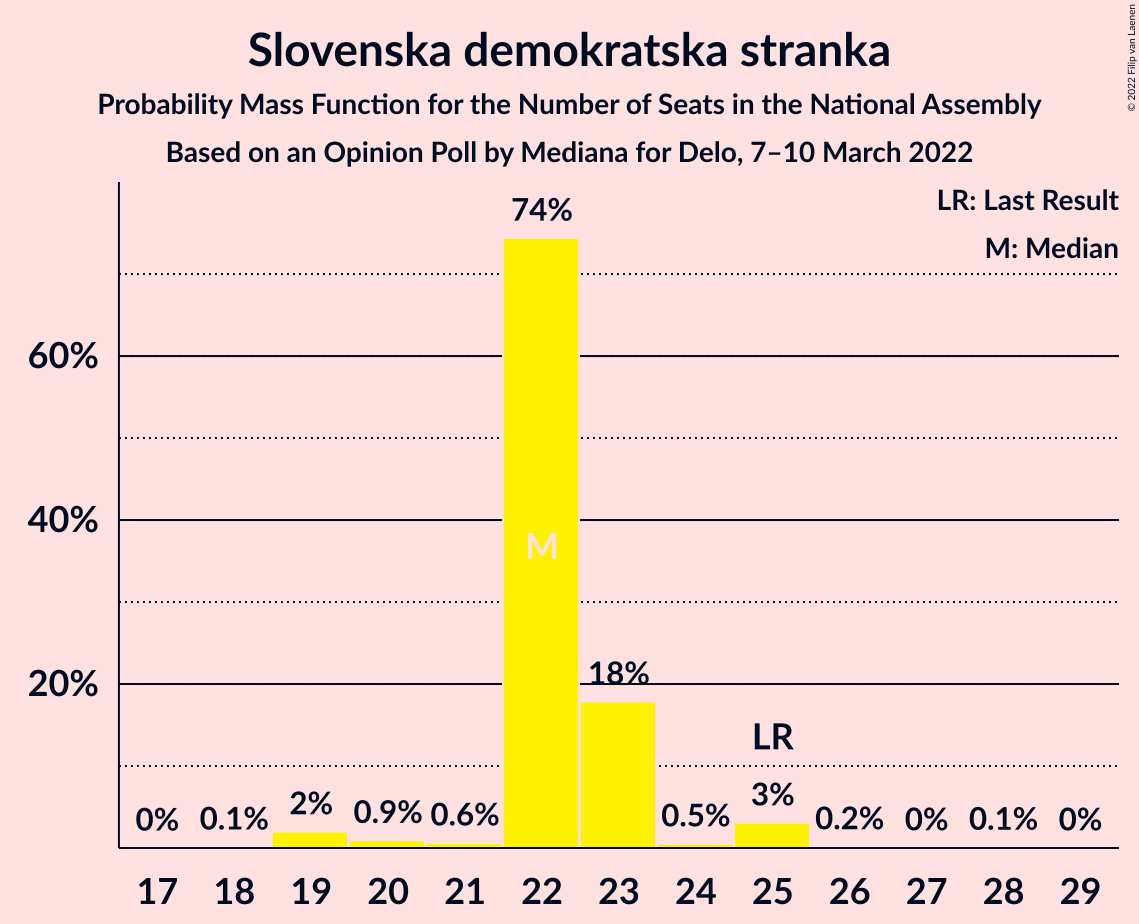 © 2022 Filip van Laenen
Slovenska demokratska stranka
Probability Mass Function for the Number of Seats in the National Assembly
Based on an Opinion Poll by Mediana for Delo, 7–10 March 2022
LR: Last Result
M: Median
74%
60%
40%
M
20%
18%
LR
0% 0.1% 2% 0.9% 0.6% 0.5% 3% 0.2% 0% 0.1% 0%
17 18 19 20 21 22 23 24 25 26 27 28 29